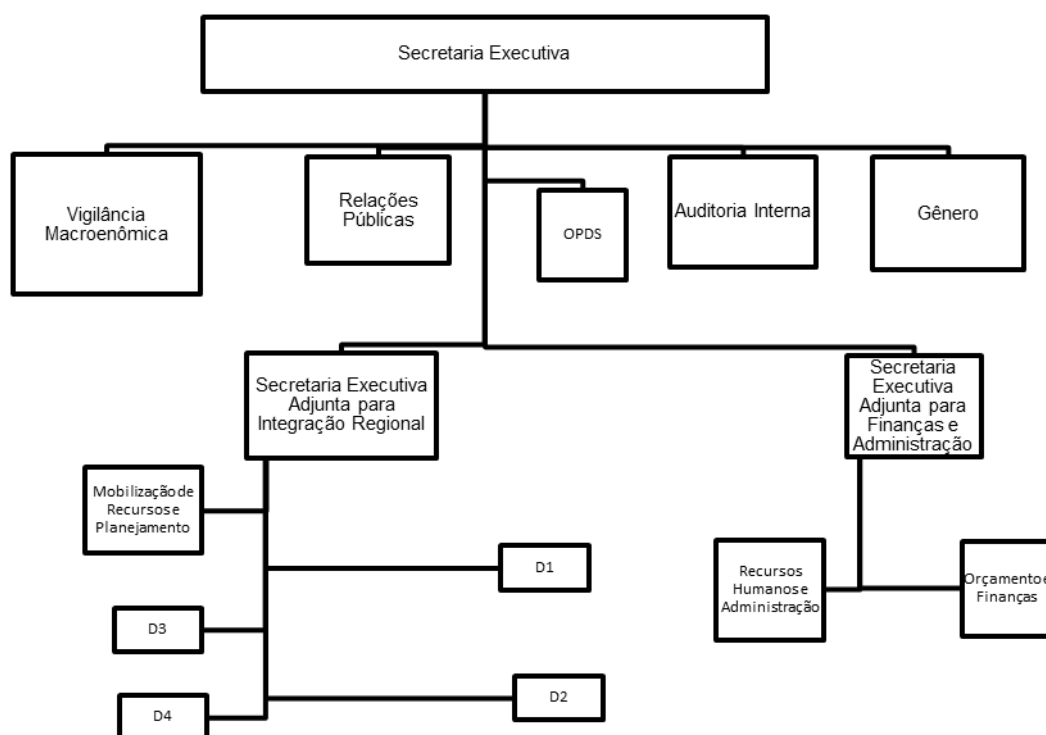 Secretaria Executiva
Vigilância
Macroenômica
Relações
Públicas
OPDS
Auditoria Interna
Gênero
Secretaria Executiva
Adjunta para
Integração Regional
Secretaria
Executiva
Adjunta para
Finanças e
Administração
Mobilização de
Recursos e
Planejamento
D1
D3
D2
D4
Recursos
Humanos e
Administração
Orçamento e
Finanças